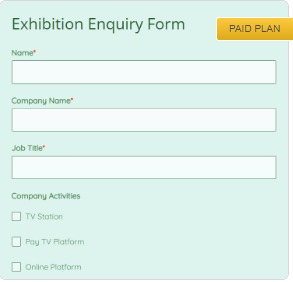 Exhibition Enquiry Form
PAID PLAN
Name*
Company Name*
Job Title*
Company Activities
TV Station
Pay TV Platform
Online Platform